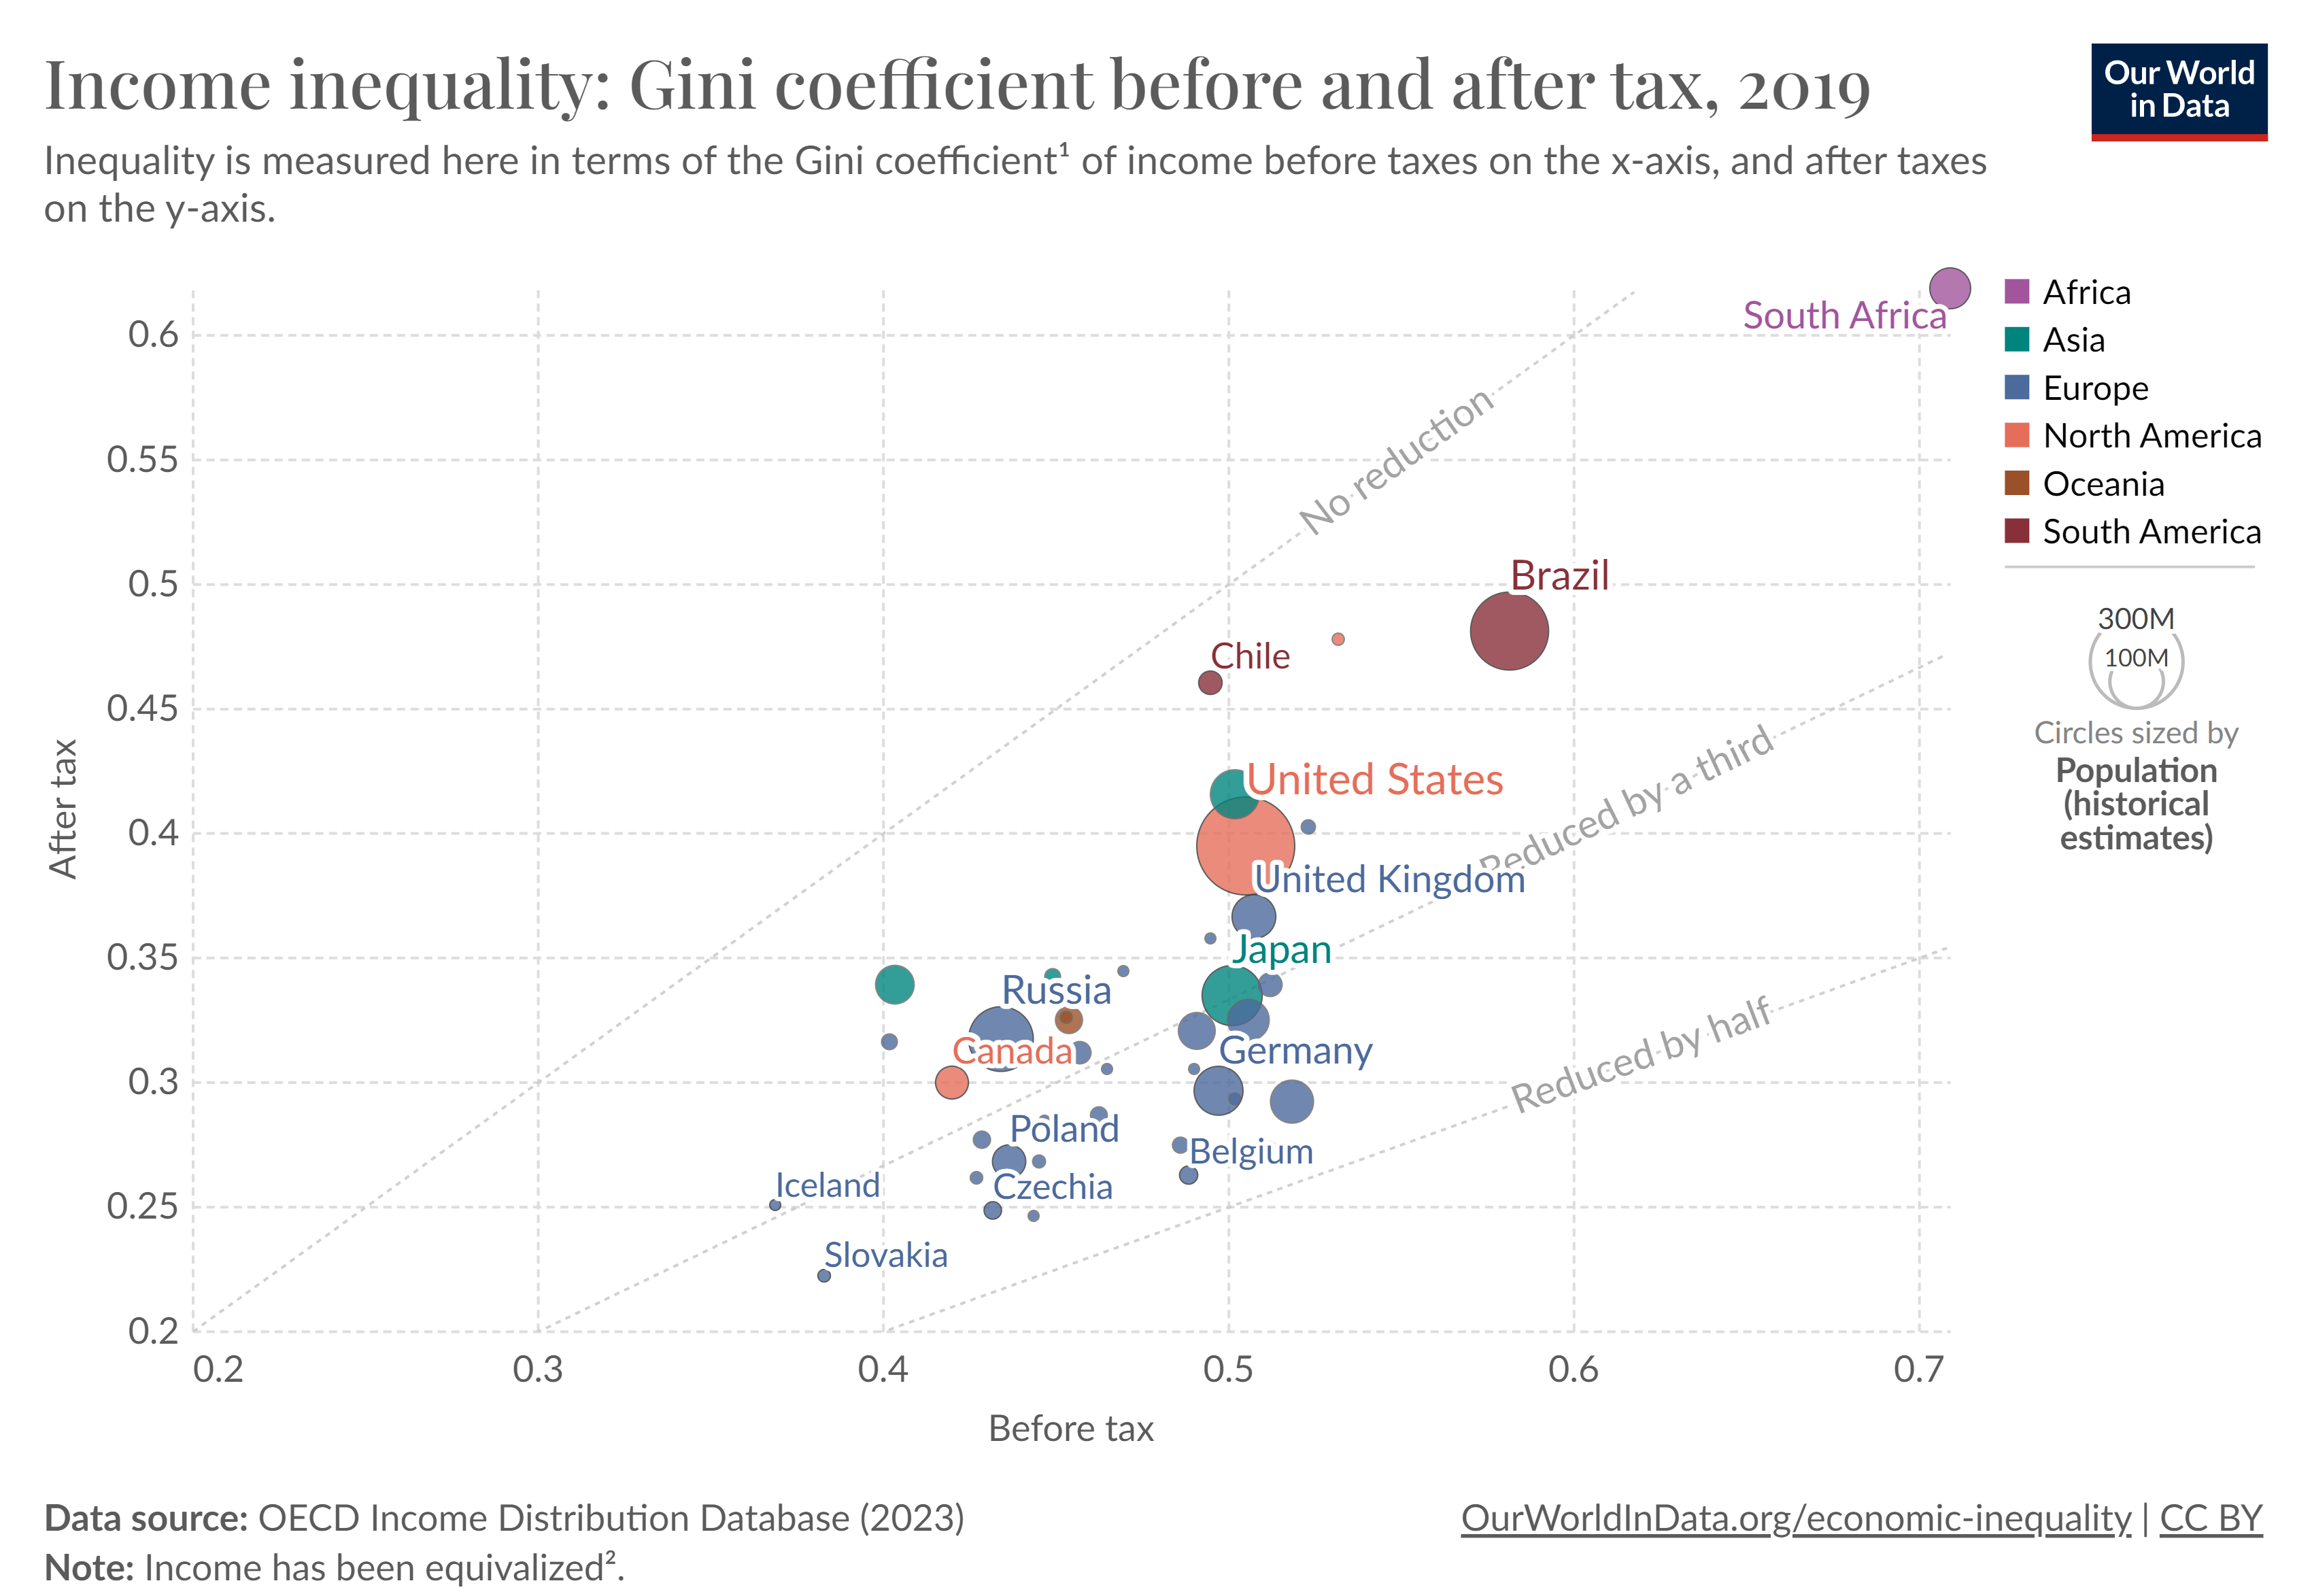 Income inequality: Gini coefficient before and after tax, 2019
Our World
in Data
Inequality is measured here in terms of the Gini coefficient¹ of income before taxes on the x-axis, and after taxes
on the y-axis.
South Africa
Africa
Asia
Europe
North America
Oceania
South America
300M
100M
Circles sized by
Population
(historical
estimates)
After tax
0.6
0.55
0.5
0.45
0.4
0.35
0.3
0.25
0.2
No reduction
Brazil
Chile
United States
Reduced by a third
United Kingdom
Japan
Russia
Canada
Germany
Reduced by half
Poland
Belgium
Iceland
Czechia
Slovakia
0.2
0.3
0.4
0.5
0.6
0.7
Before tax
Data source: OECD Income Distribution Database (2023)
OurWorldInData.org/economic-inequality | CC BY
Note: Income has been equivalized².